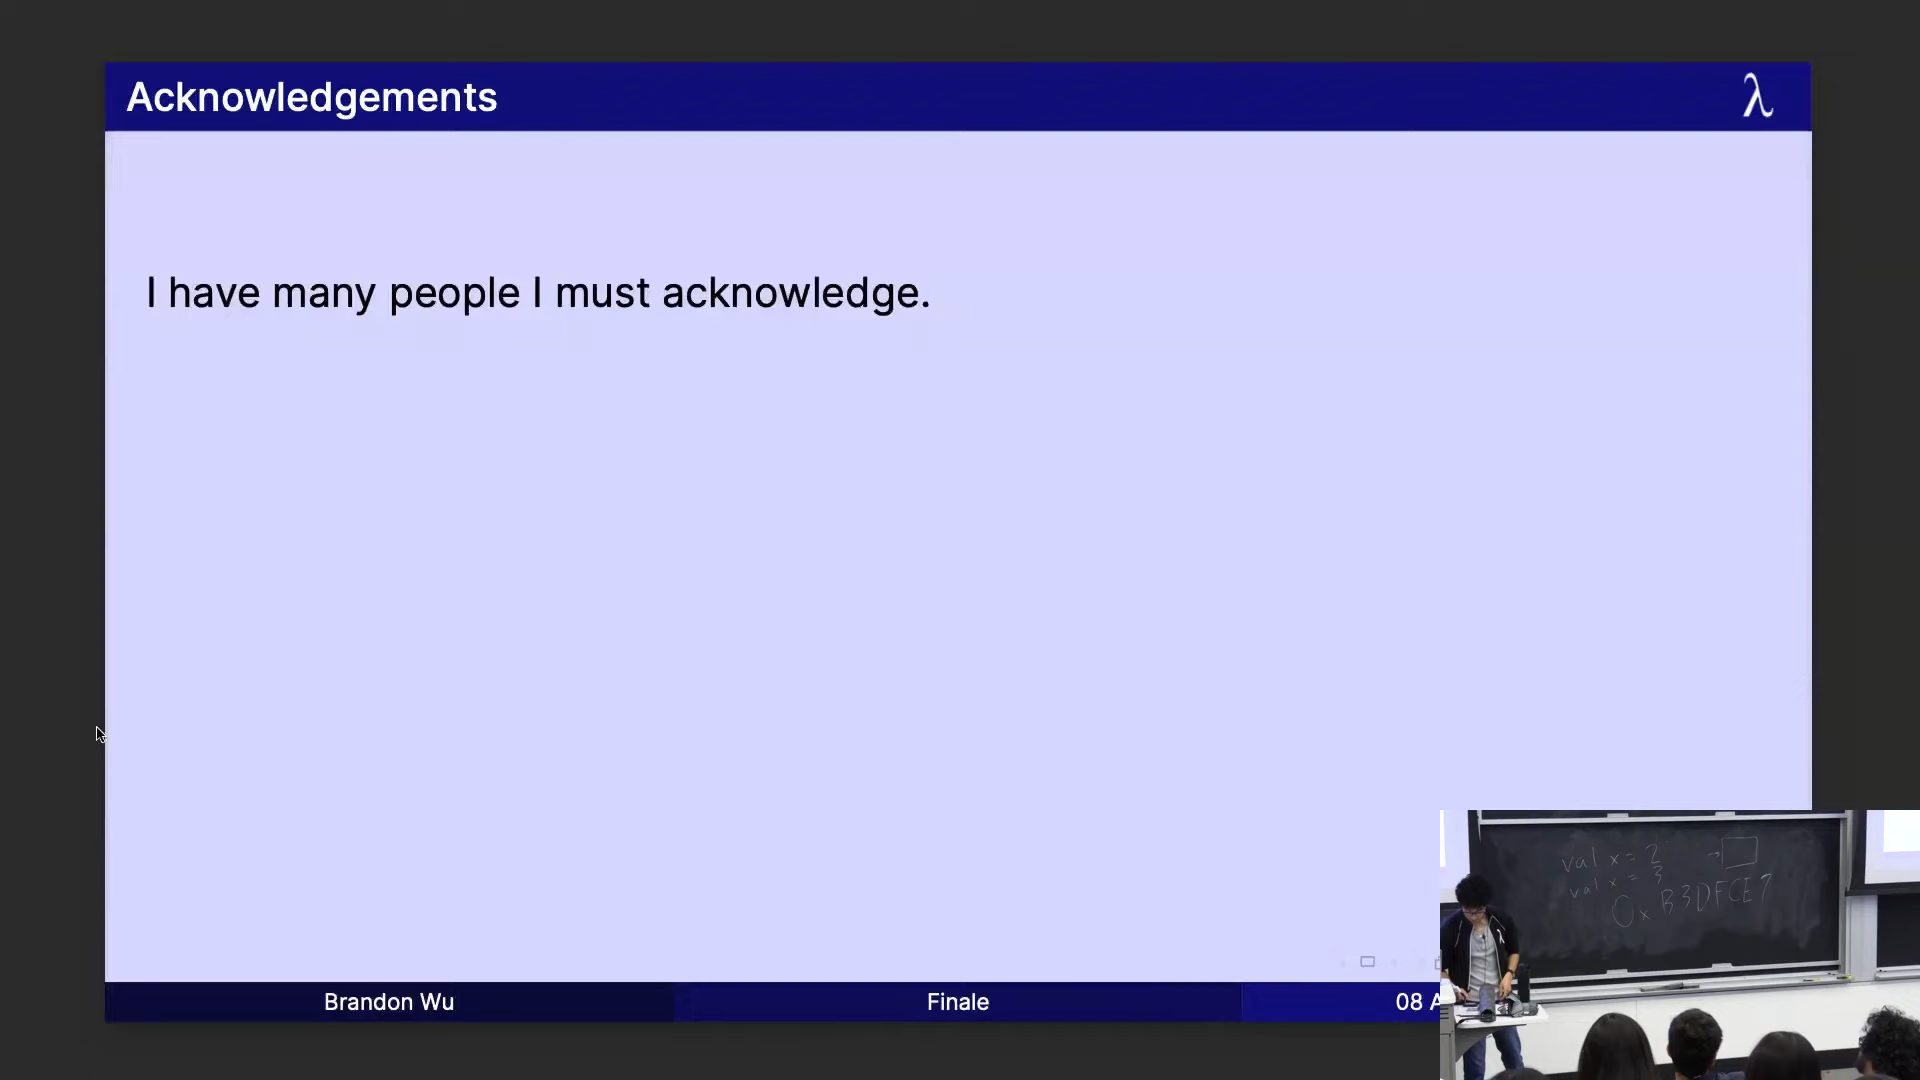 Acknowledgements
λ
I have many people I must acknowledge.
Brandon Wu
Finale
08 A
val x = 2
val x = 3
0x B3DFCE7